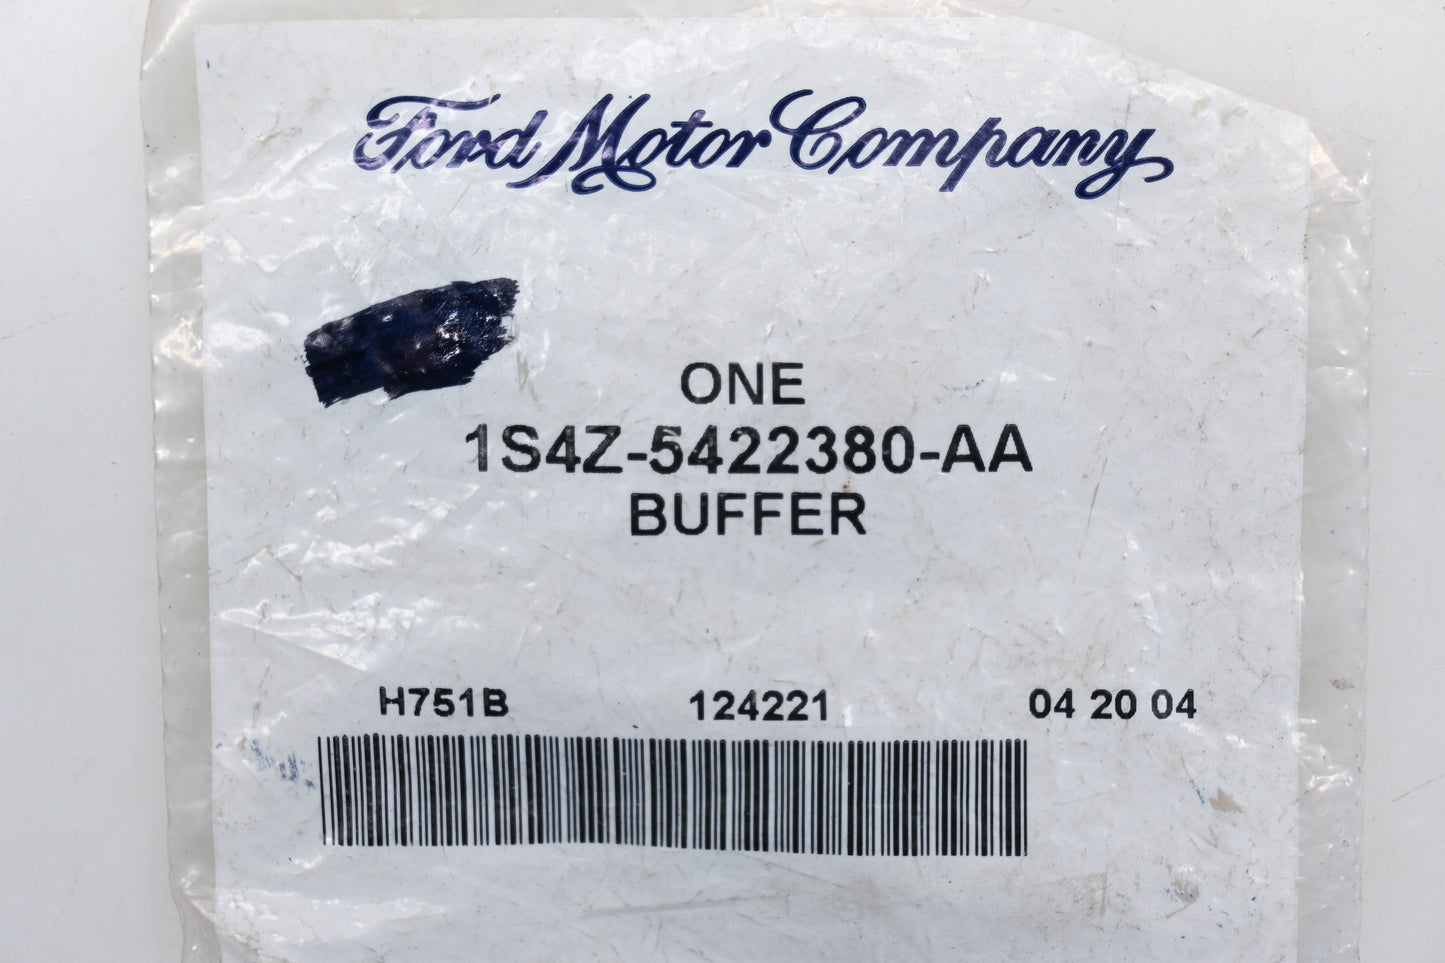 Ford Motor Company
ONE
1S4Z-5422380-AA
BUFFER
H751B 124221 04 20 04